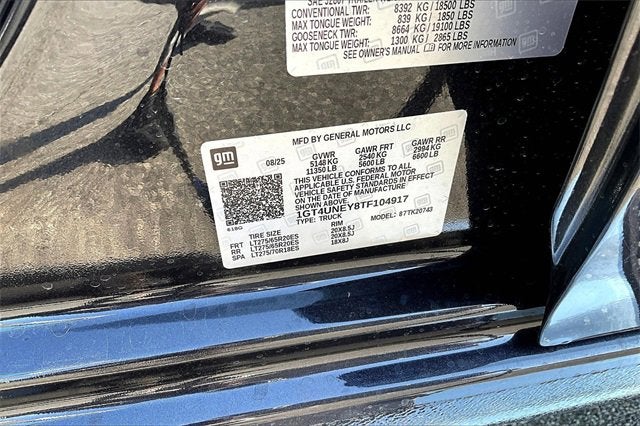 SAE J2807 TRAILER
CONVENTIONAL TWR: 8392 KG / 18500 LBS
MAX TONGUE WEIGHT: 839 KG / 1850 LBS
GOOSENECK TWR: 8664 KG / 19100 LBS
MAX TONGUE WEIGHT: 1300 KG / 2865 LBS
SEE OWNER'S MANUAL FOR MORE INFORMATION
gm
MFD BY GENERAL MOTORS LLC
08/25 GVWR GAWR FRT GAWR RR
5148 KG 2540 KG 2994 KG
11350 LB 5600 LB 6600 LB
THIS VEHICLE CONFORMS TO ALL
APPLICABLE U.S. FEDERAL MOTOR
VEHICLE SAFETY STANDARDS IN EFFECT
ON THE DATE OF MANUFACTURE
SHOWN ABOVE.
1GT4UNEY8TF104917
TYPE: TRUCK MODEL: 87TK20743
TIRE SIZE RIM
FRT LT275/65R20ES 20X8.5J
RR LT275/65R20ES 20X8.5J
SPA LT275/70R18ES 18X8J